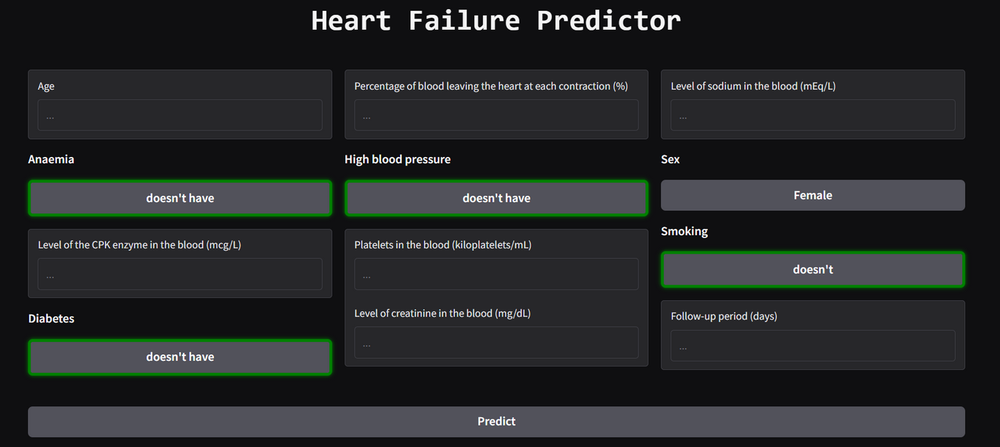 Heart Failure Predictor
Age
...
Anaemia
doesn't have
Level of the CPK enzyme in the blood (mcg/L)
...
Diabetes
doesn't have
Percentage of blood leaving the heart at each contraction (%)
...
High blood pressure
doesn't have
Platelets in the blood (kiloplatelets/mL)
...
Level of creatinine in the blood (mg/dL)
...
Level of sodium in the blood (mEq/L)
...
Sex
Female
Smoking
doesn't
Follow-up period (days)
...
Predict